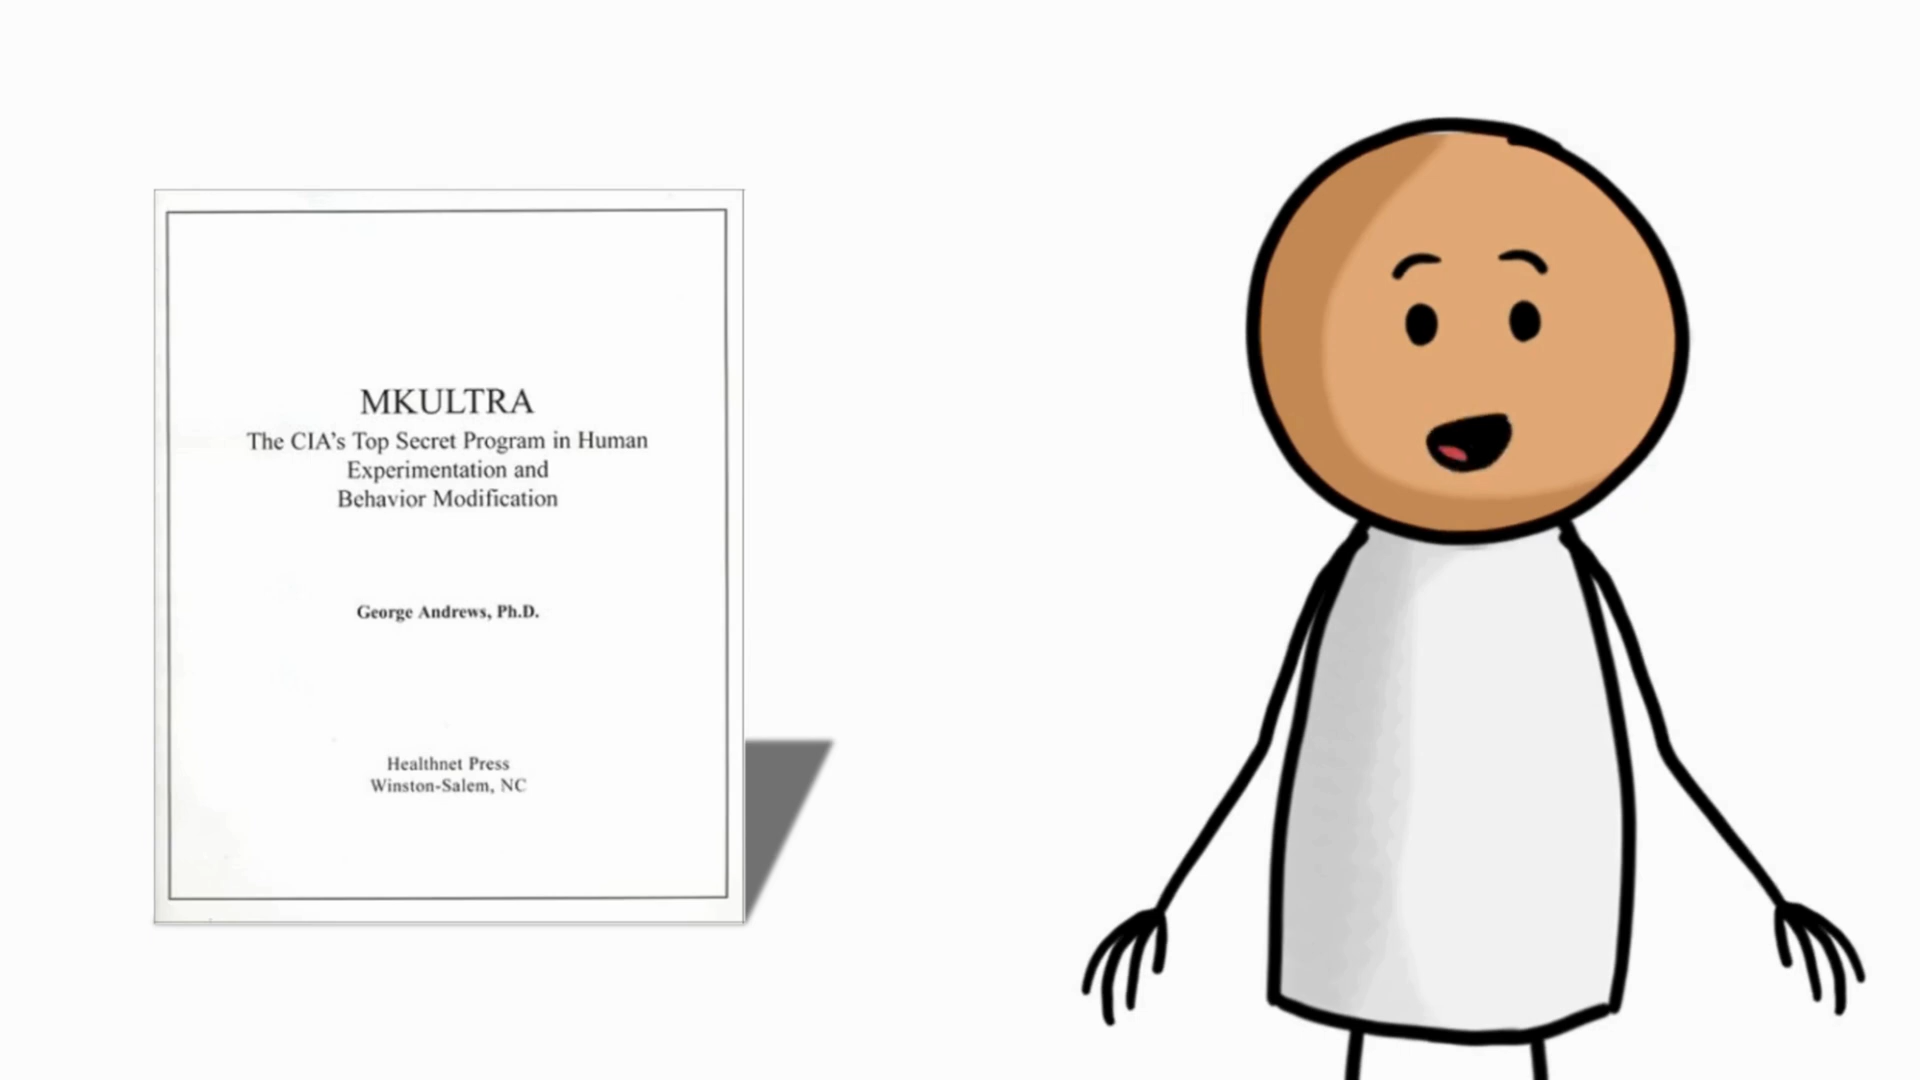 MKULTRA
The CIA's Top Secret Program in Human
Experimentation and
Behavior Modification
George Andrews, Ph.D.
Healthnet Press
Winston-Salem, NC